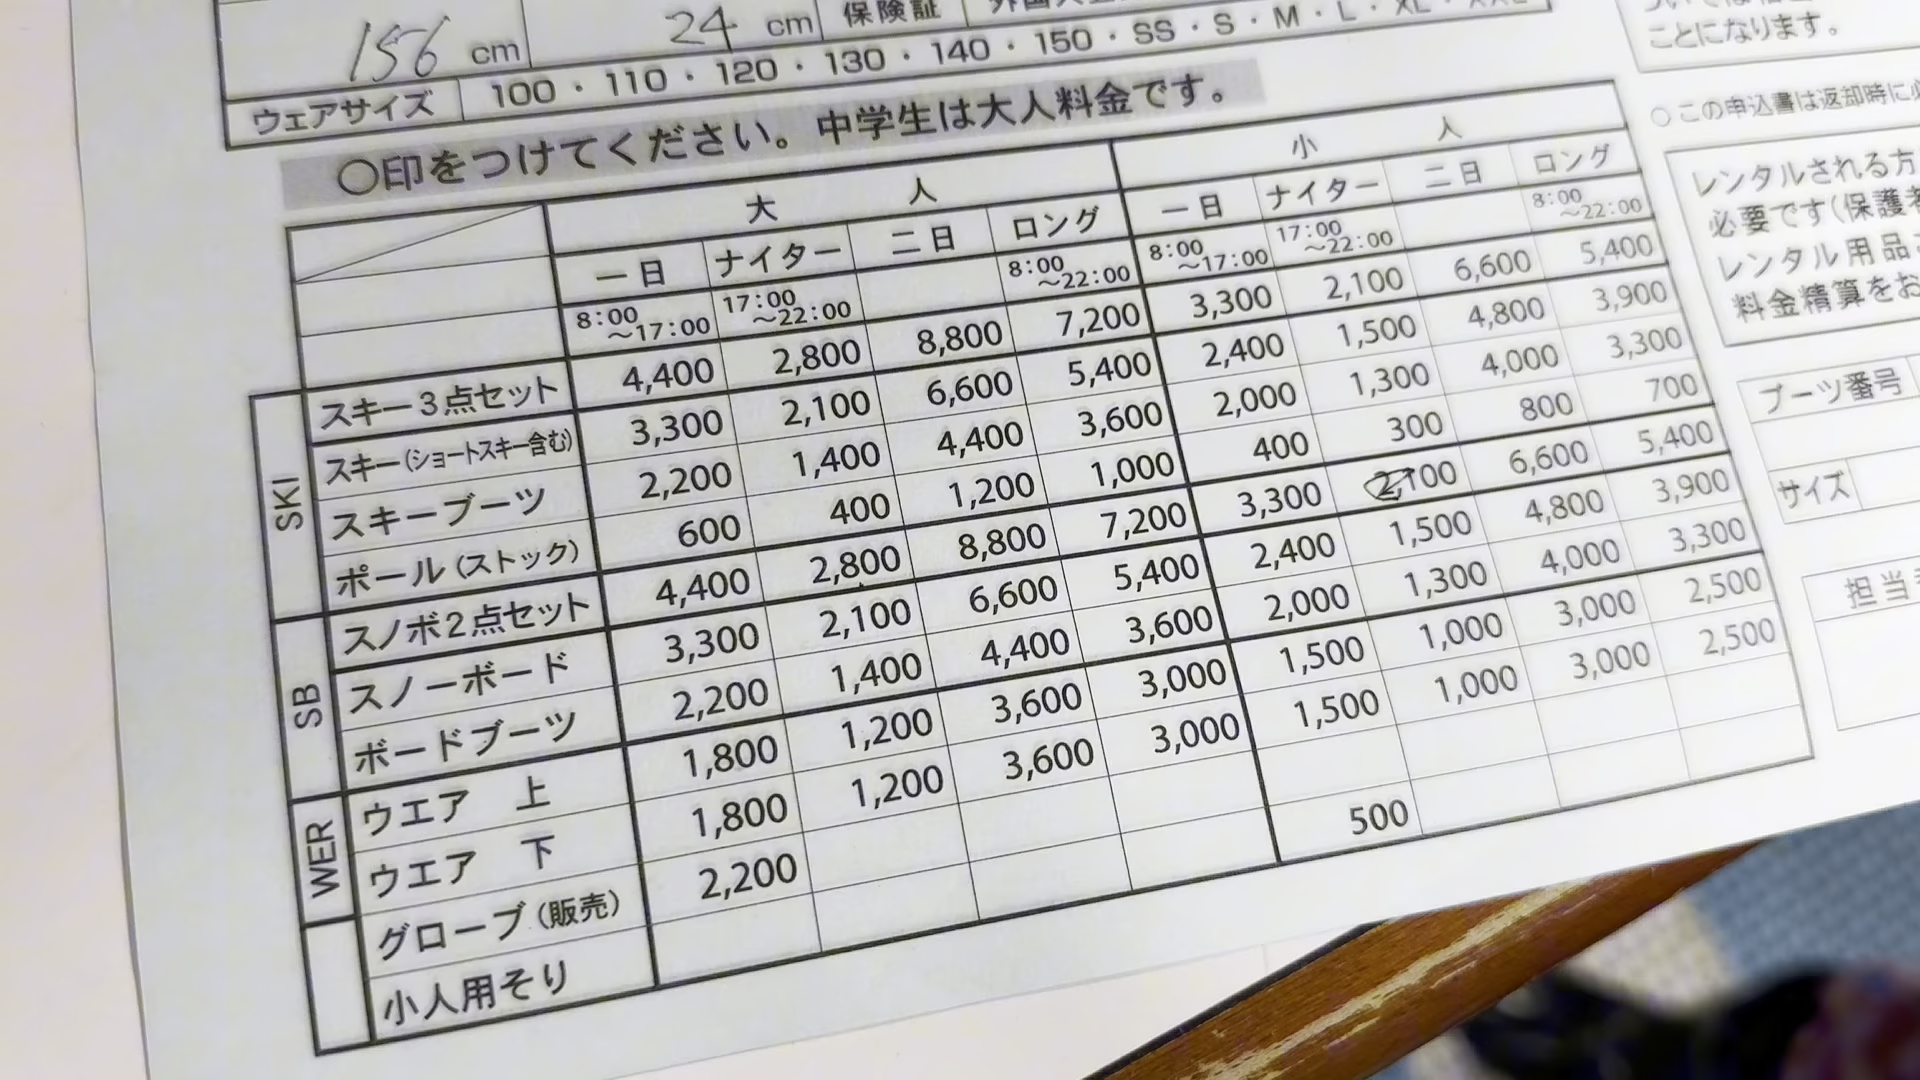 156 cm 24 cm 保険証
ウェアサイズ 100・110・120・130・140・150・SS・S・M・L・XL・XXL
ことになります。
○印をつけてください。中学生は大人料金です。
○この申込書は返却時に必
大人 小人
一日 ナイター 二日 ロング 一日 ナイター 二日 ロング
8:00～17:00 17:00～22:00 8:00～22:00 8:00～17:00 17:00～22:00 8:00～22:00
SKI
スキー3点セット 4,400 2,800 8,800 7,200 3,300 2,100 6,600 5,400
スキー(ショートスキー含む) 3,300 2,100 6,600 5,400 2,400 1,500 4,800 3,900
スキーブーツ 2,200 1,400 4,400 3,600 2,000 1,300 4,000 3,300
ポール(ストック) 600 400 1,200 1,000 400 300 800 700
SB
スノボ2点セット 4,400 2,800 8,800 7,200 3,300 2,100 6,600 5,400
スノーボード 3,300 2,100 6,600 5,400 2,400 1,500 4,800 3,900
ボードブーツ 2,200 1,400 4,400 3,600 2,000 1,300 4,000 3,300
WER
ウエア 上 1,800 1,200 3,600 3,000 1,500 1,000 3,000 2,500
ウエア 下 1,800 1,200 3,600 3,000 1,500 1,000 3,000 2,500
グローブ(販売) 2,200
小人用そり 500
レンタルされる方
必要です(保護者
レンタル用品
料金精算をお
ブーツ番号
サイズ
担当